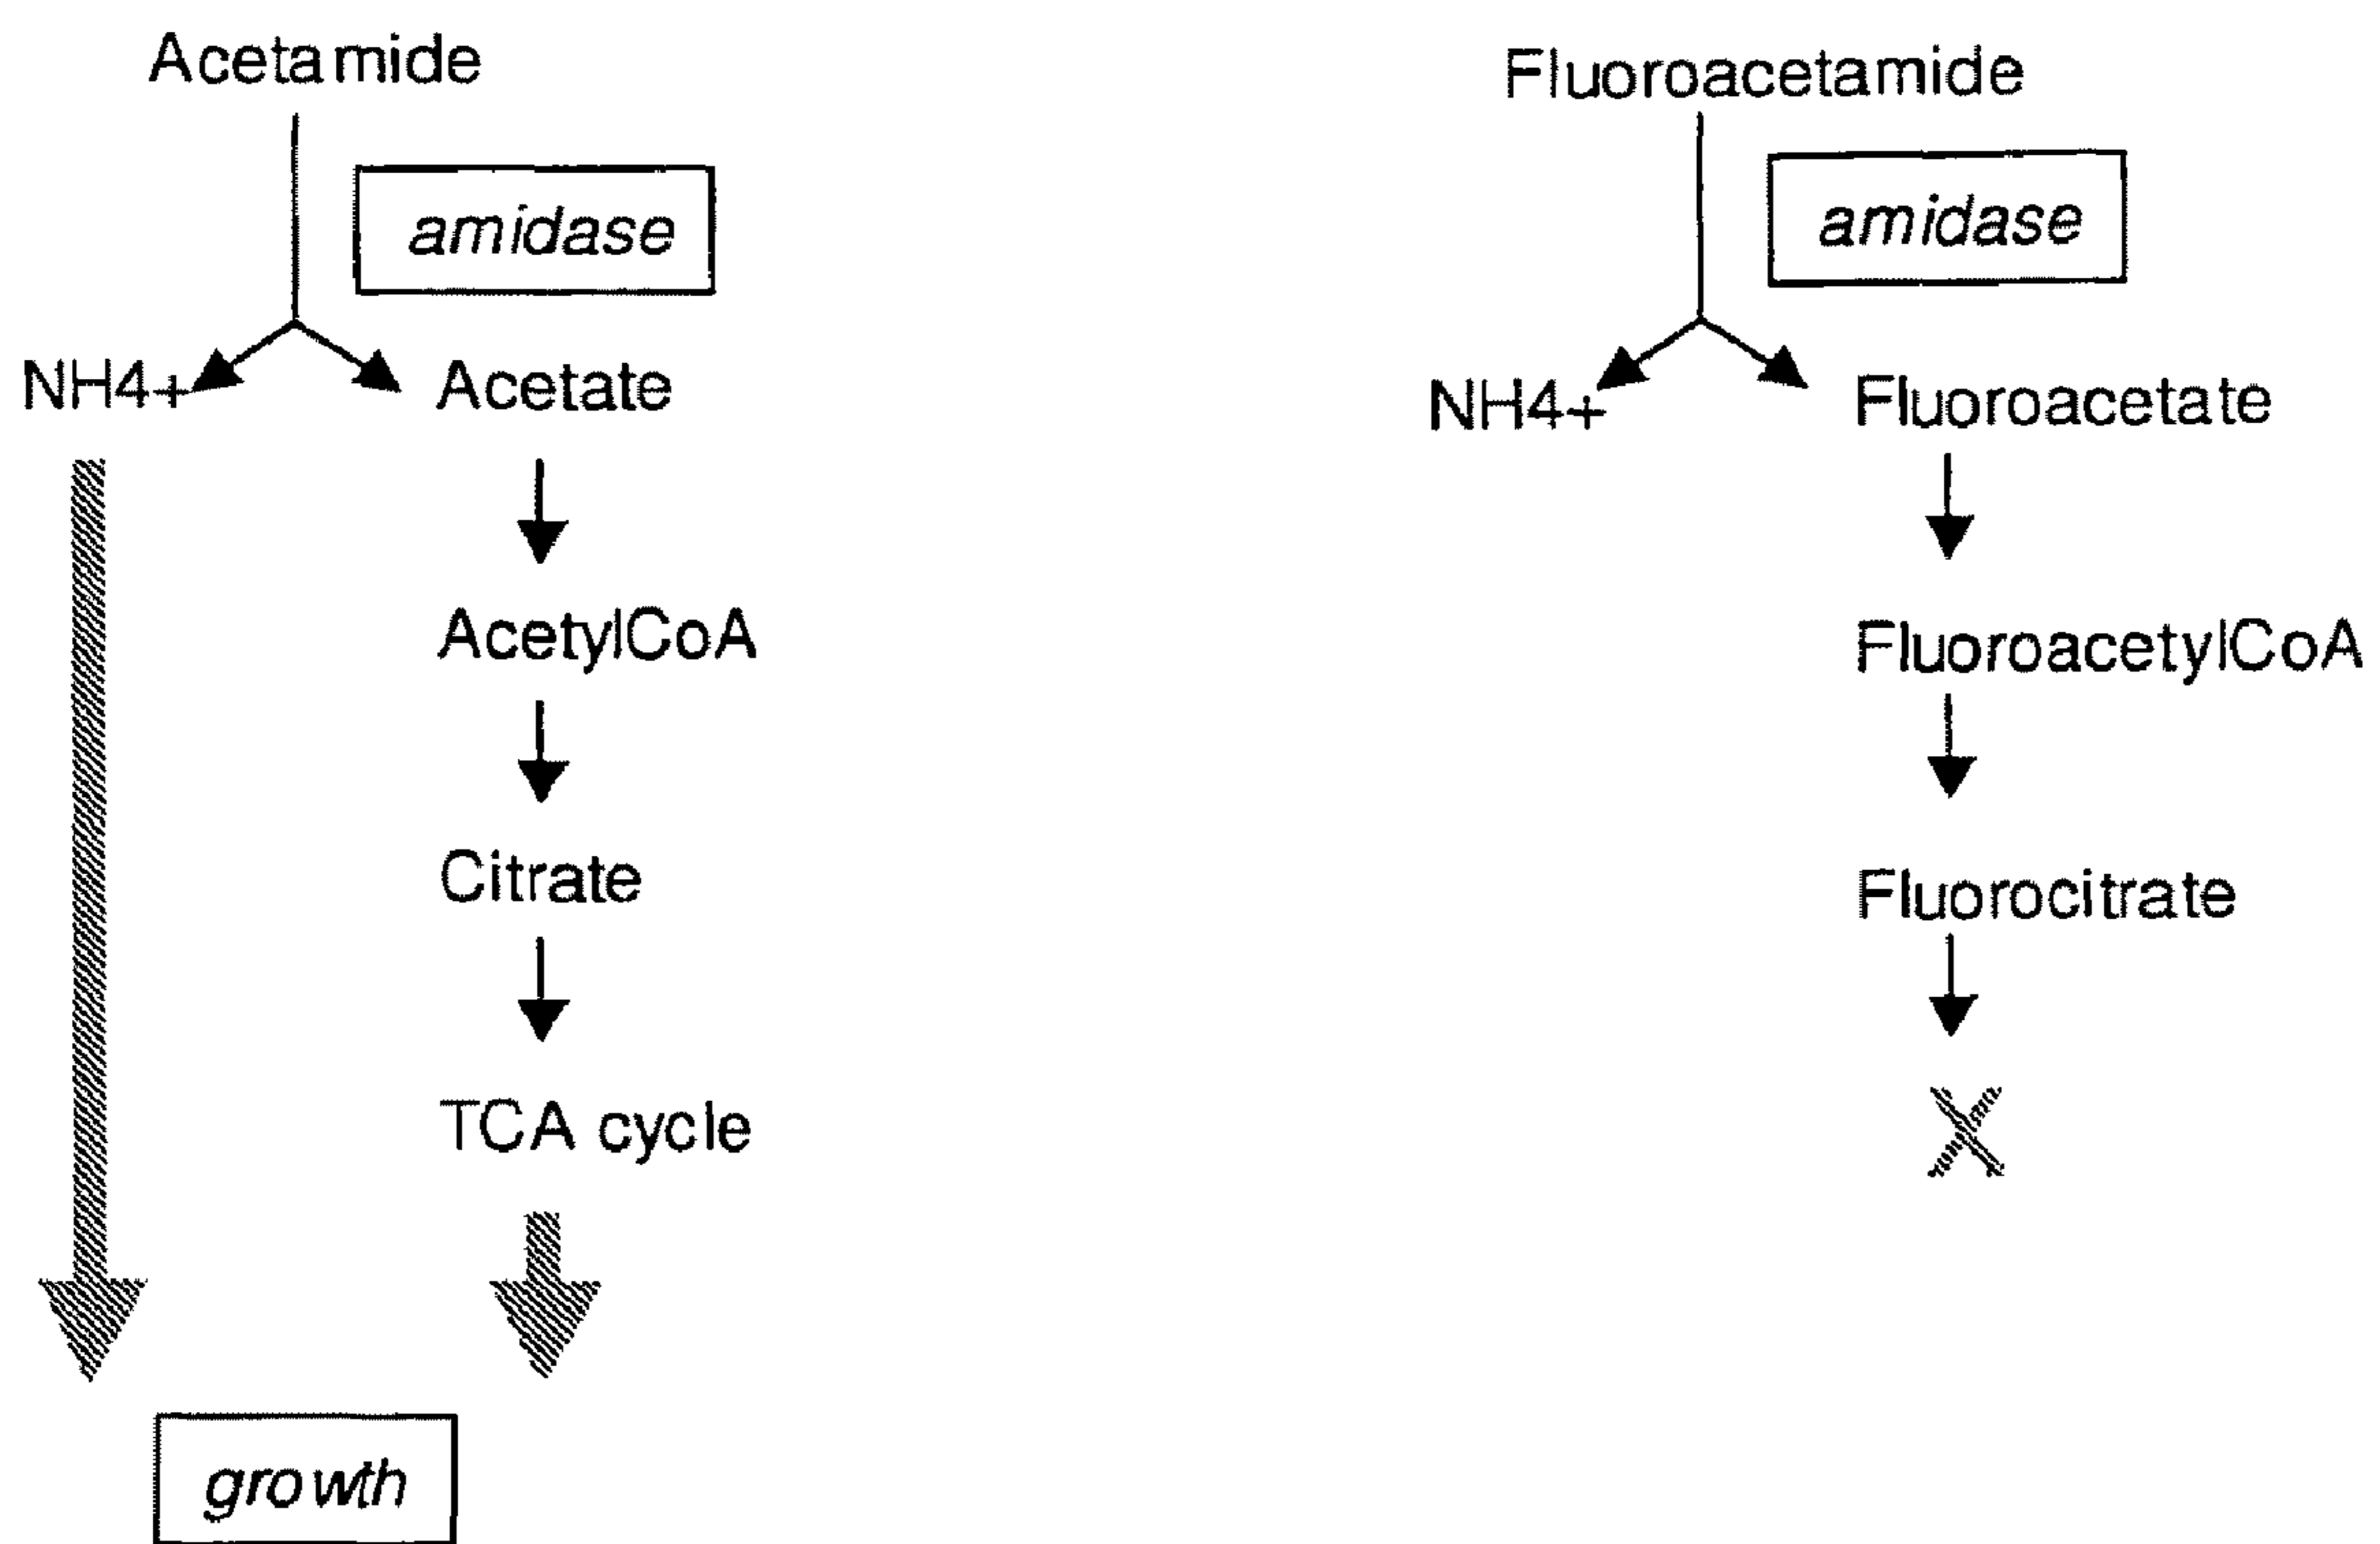 Acetamide
amidase
NH4+
Acetate
AcetylCoA
Citrate
TCA cycle
growth
Fluoroacetamide
amidase
NH4+
Fluoroacetate
FluoroacetylCoA
Fluorocitrate
X